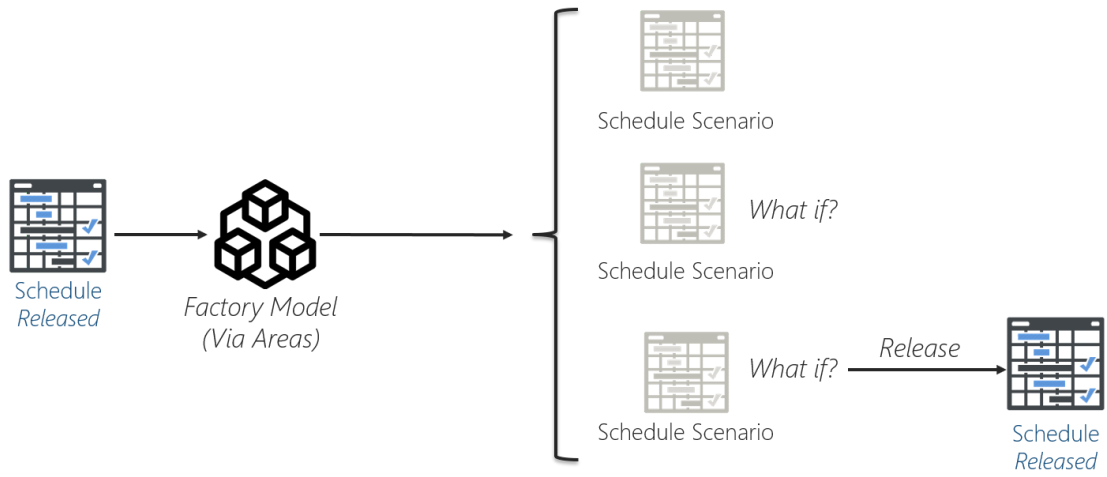 Schedule
Released
Factory Model
(Via Areas)
Schedule Scenario
What if?
Schedule Scenario
What if?
Schedule Scenario
Release
Schedule
Released